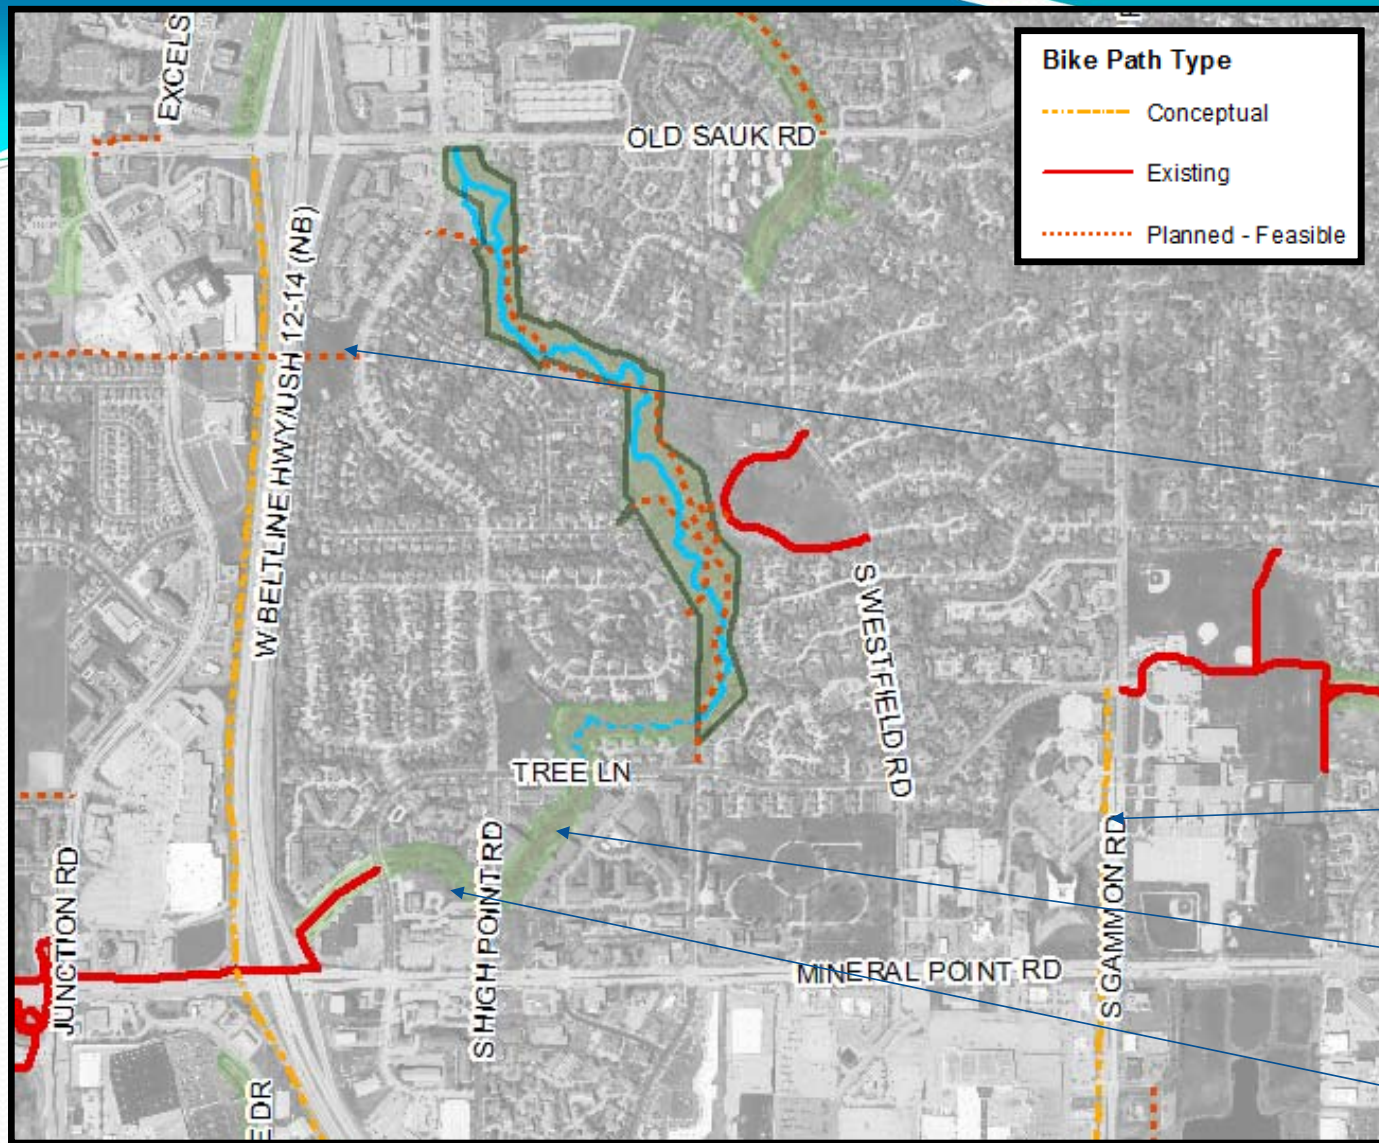 EXCELS
OLD SAUK RD
Bike Path Type
Conceptual
Existing
Planned - Feasible
W BELTLINE HWY/USH 12-14 (NB)
S WESTFIELD RD
TREE LN
S HIGH POINT RD
JUNCTION RD
S GAMMON RD
MINERAL POINT RD
E DR